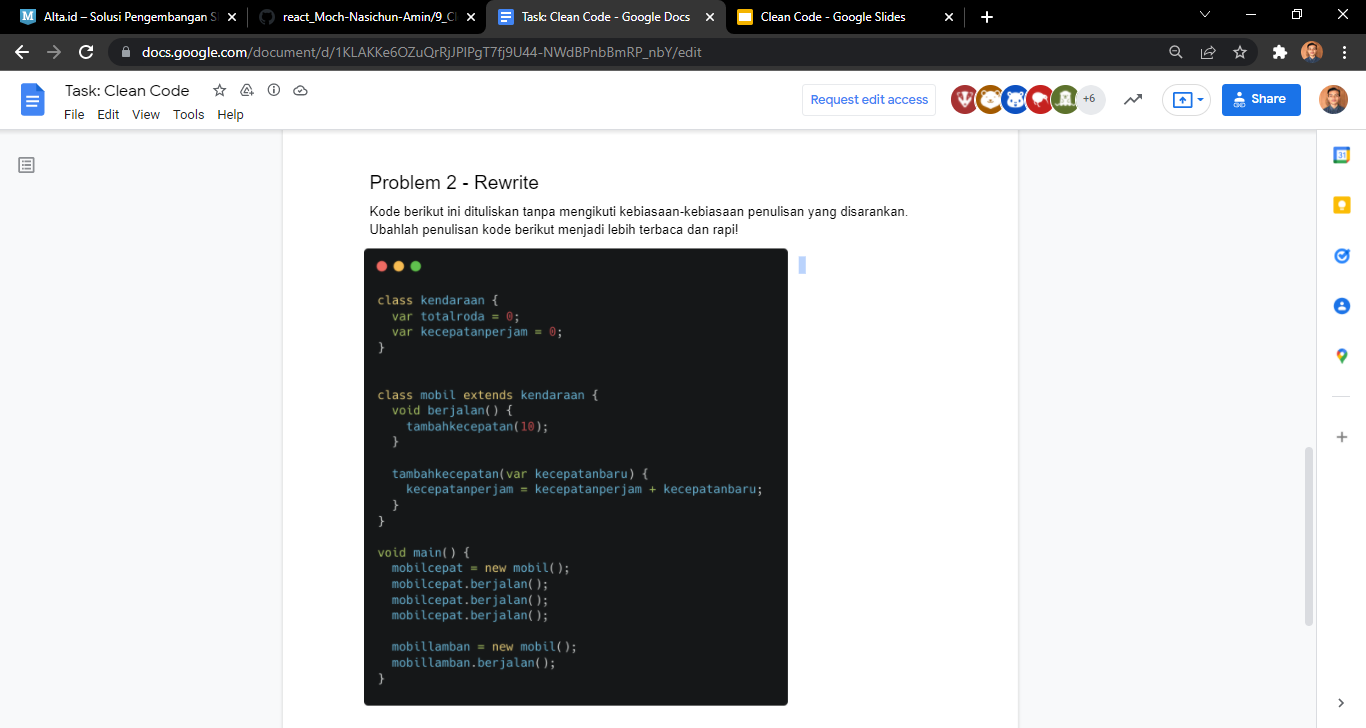 Alta.id – Solusi Pengembangan S
react_Moch-Nasichun-Amin/9_Cl
Task: Clean Code - Google Docs
Clean Code - Google Slides
docs.google.com/document/d/1KLAKKe6OZuQrRjJPlPgT7fj9U44-NWdBPnbBmRP_nbY/edit
Task: Clean Code
File Edit View Tools Help
Request edit access
+6
Share
Problem 2 - Rewrite
Kode berikut ini dituliskan tanpa mengikuti kebiasaan-kebiasaan penulisan yang disarankan.
Ubahlah penulisan kode berikut menjadi lebih terbaca dan rapi!
class kendaraan {
var totalroda = 0;
var kecepatanperjam = 0;
}
class mobil extends kendaraan {
void berjalan() {
tambahkecepatan(10);
}
tambahkecepatan(var kecepatanbaru) {
kecepatanperjam = kecepatanperjam + kecepatanbaru;
}
}
void main() {
mobilcepat = new mobil();
mobilcepat.berjalan();
mobilcepat.berjalan();
mobilcepat.berjalan();
mobillamban = new mobil();
mobillamban.berjalan();
}